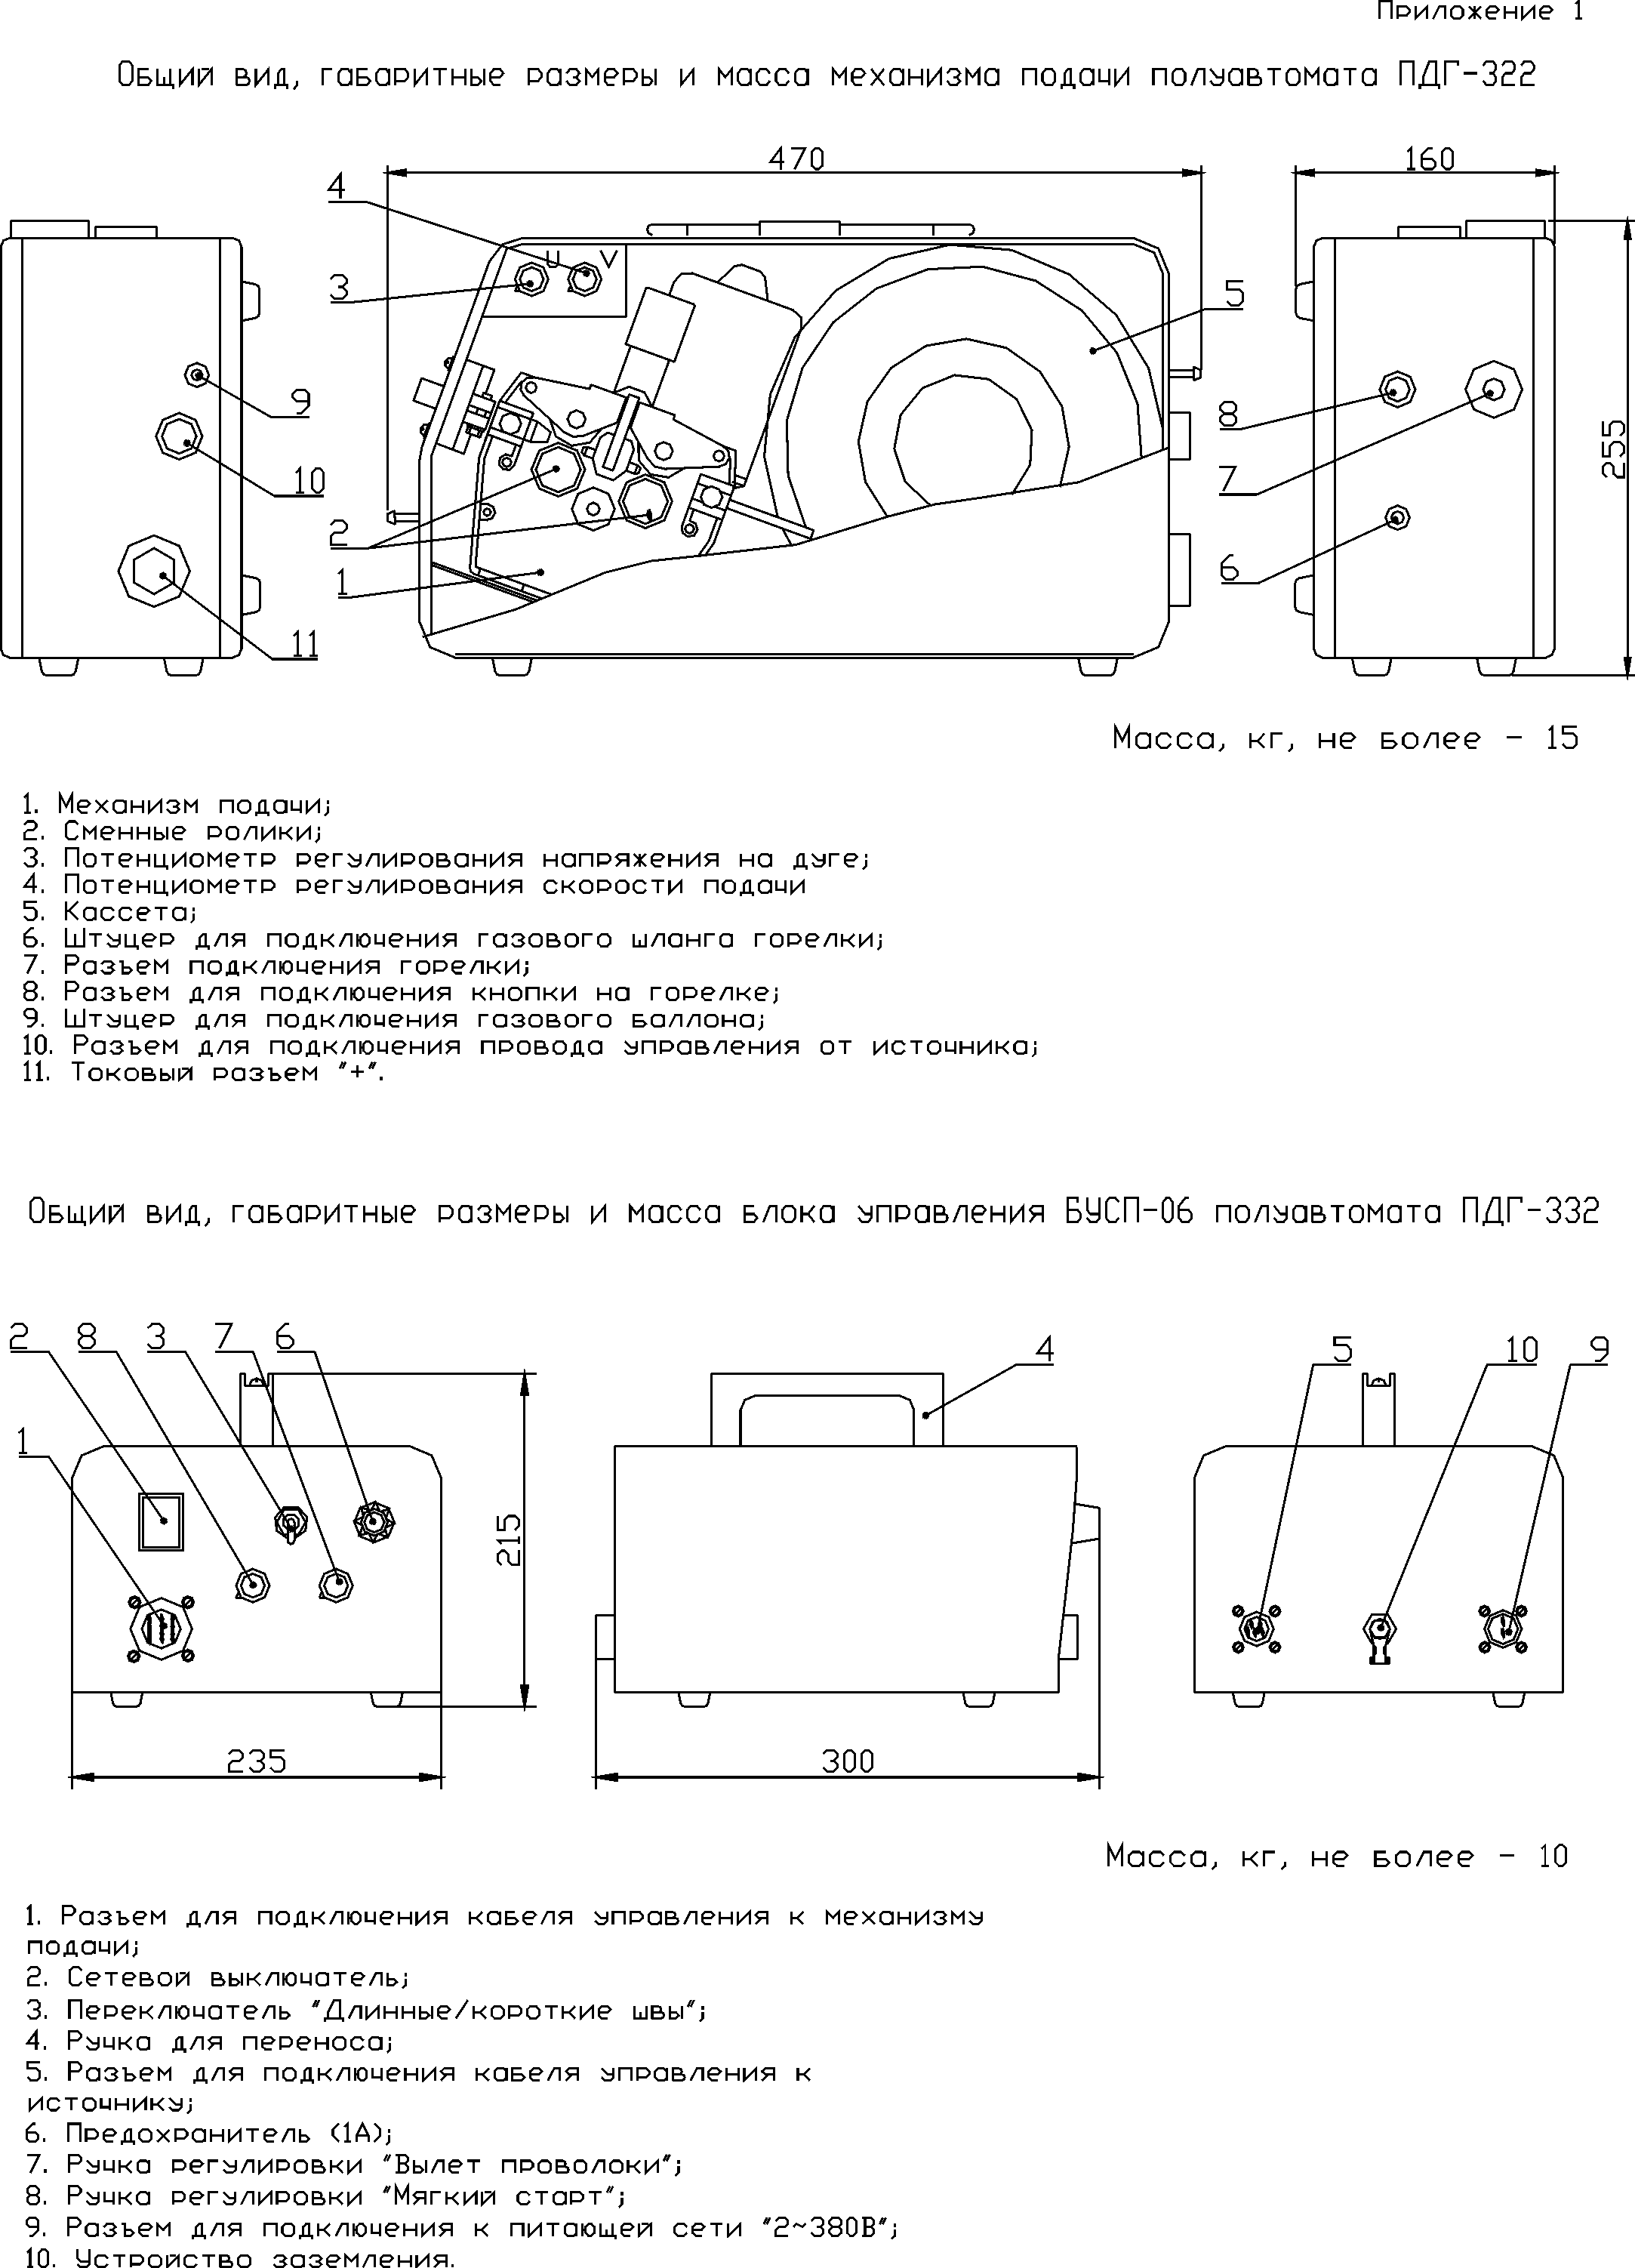 Приложение 1
Общий вид, габаритные размеры и масса механизма подачи полуавтомата ПДГ-322
470
160
4
U V
3
5
9
8
10
7
255
2
6
1
11
Масса, кг, не более - 15
1. Механизм подачи;
2. Сменные ролики;
3. Потенциометр регулирования напряжения на дуге;
4. Потенциометр регулирования скорости подачи
5. Кассета;
6. Штуцер для подключения газового шланга горелки;
7. Разъем подключения горелки;
8. Разъем для подключения кнопки на горелке;
9. Штуцер для подключения газового баллона;
10. Разъем для подключения провода управления от источника;
11. Токовый разъем "+".
Общий вид, габаритные размеры и масса блока управления БУСП-06 полуавтомата ПДГ-332
2 8 3 7 6
4
5 10 9
1
215
235
300
Масса, кг, не более - 10
1. Разъем для подключения кабеля управления к механизму
подачи;
2. Сетевой выключатель;
3. Переключатель "Длинные/короткие швы";
4. Ручка для переноса;
5. Разъем для подключения кабеля управления к
источнику;
6. Предохранитель (1А);
7. Ручка регулировки "Вылет проволоки";
8. Ручка регулировки "Мягкий старт";
9. Разъем для подключения к питающей сети "2~380В";
10. Устройство заземления.